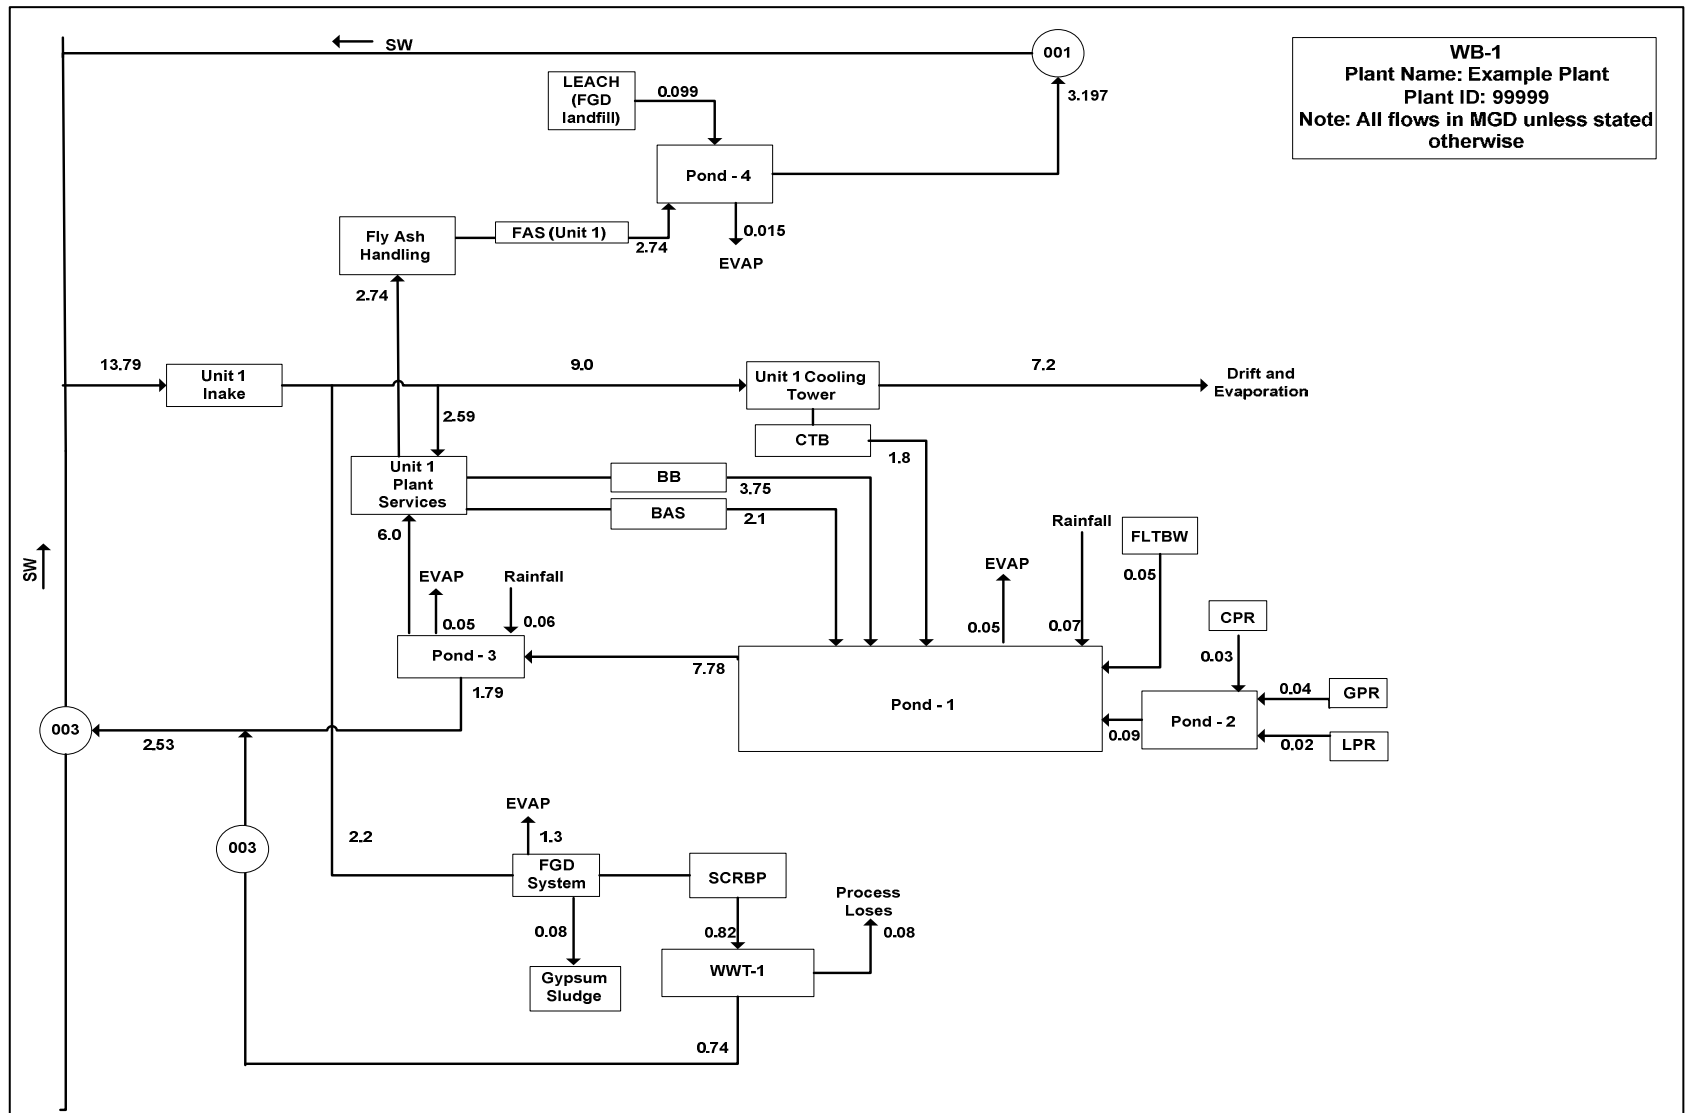 SW
001
WB-1
Plant Name: Example Plant
Plant ID: 99999
Note: All flows in MGD unless stated
otherwise
LEACH
(FGD
landfill)
0.099
3.197
Pond - 4
Fly Ash
Handling
FAS (Unit 1)
2.74
0.015
EVAP
2.74
13.79
Unit 1
Inake
9.0
Unit 1 Cooling
Tower
7.2
Drift and
Evaporation
2.59
CTB
1.8
Unit 1
Plant
Services
BB
3.75
BAS
2.1
6.0
SW
EVAP
Rainfall
0.05
0.06
Pond - 3
1.79
7.78
EVAP
0.05
Rainfall
0.07
FLTBW
0.05
CPR
0.03
Pond - 1
0.09
Pond - 2
0.04
GPR
0.02
LPR
003
2.53
003
2.2
EVAP
1.3
FGD
System
SCRBP
0.08
Gypsum
Sludge
0.82
Process
Loses
0.08
WWT-1
0.74